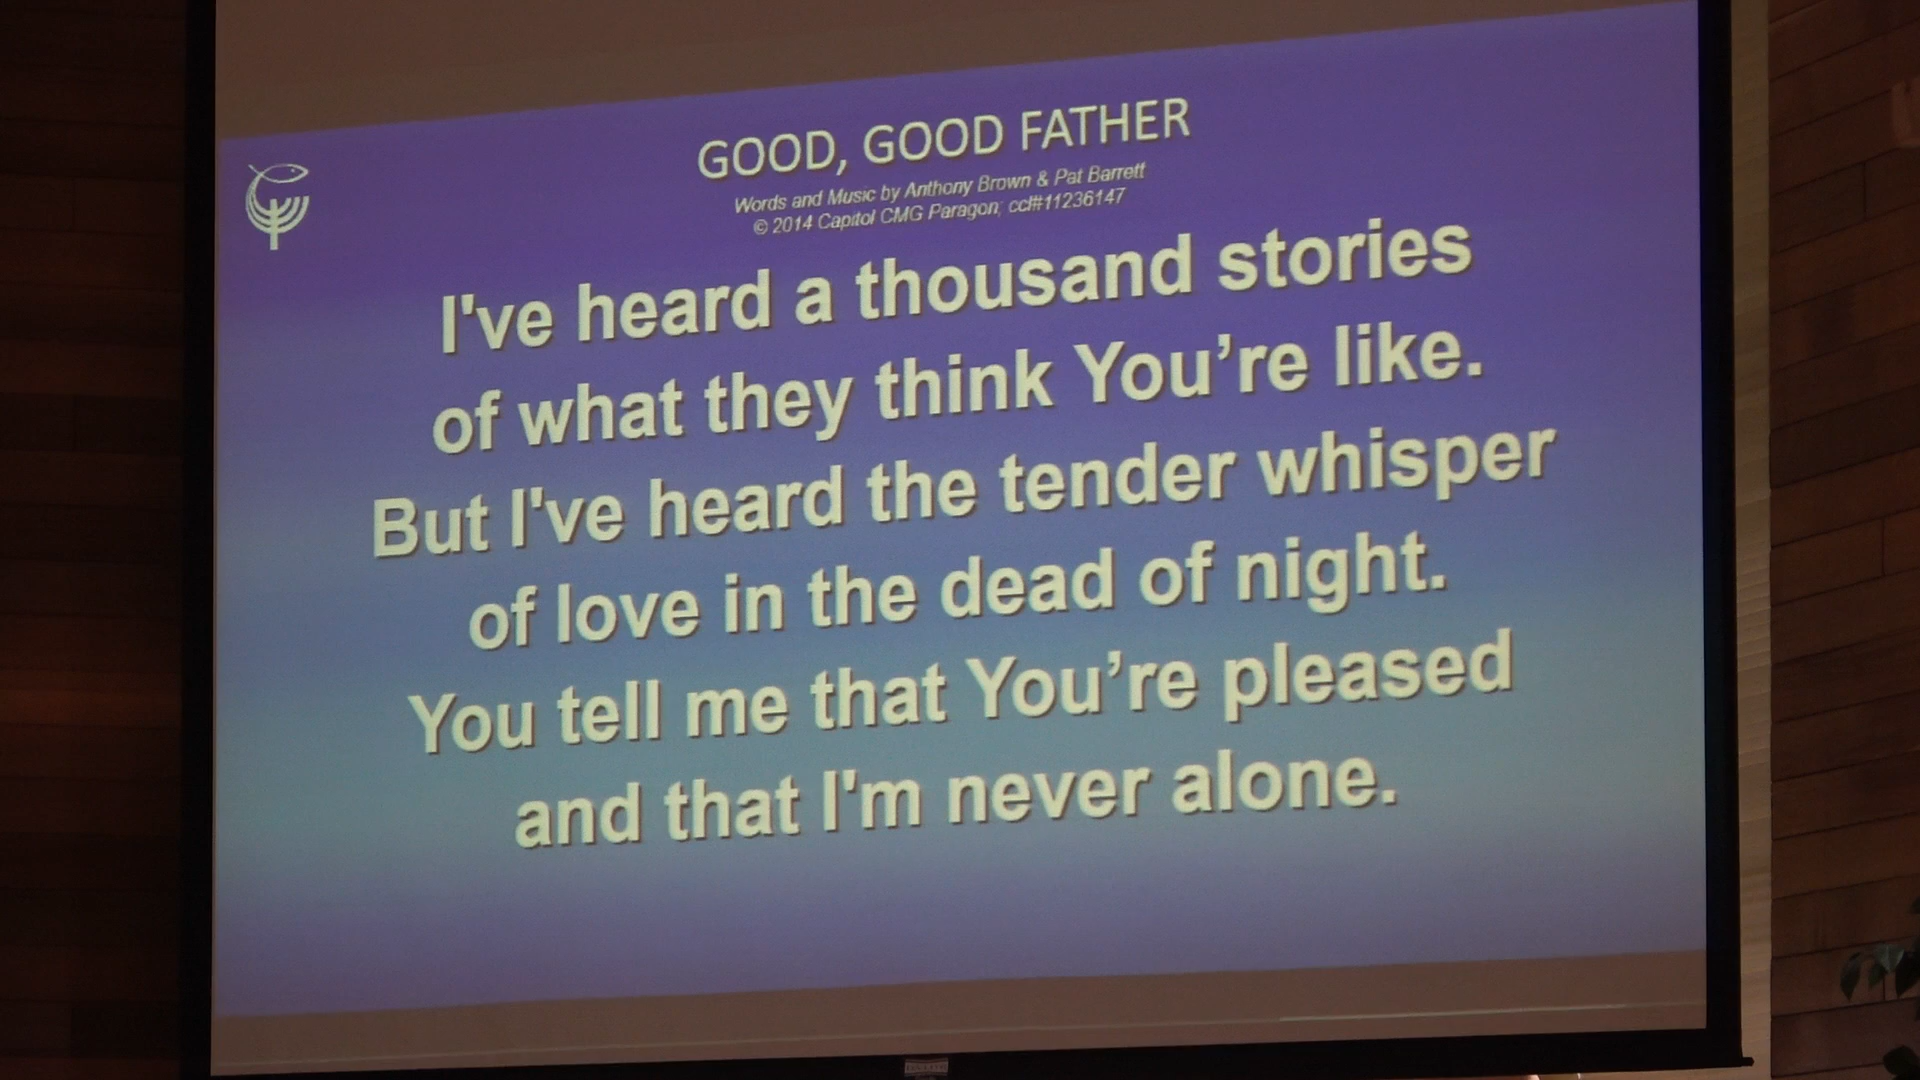 GOOD, GOOD FATHER
Words and Music by Anthony Brown & Pat Barrett
© 2014 Capitol CMG Paragon; ccl#11236147
I've heard a thousand stories
of what they think You’re like.
But I've heard the tender whisper
of love in the dead of night.
You tell me that You’re pleased
and that I'm never alone.